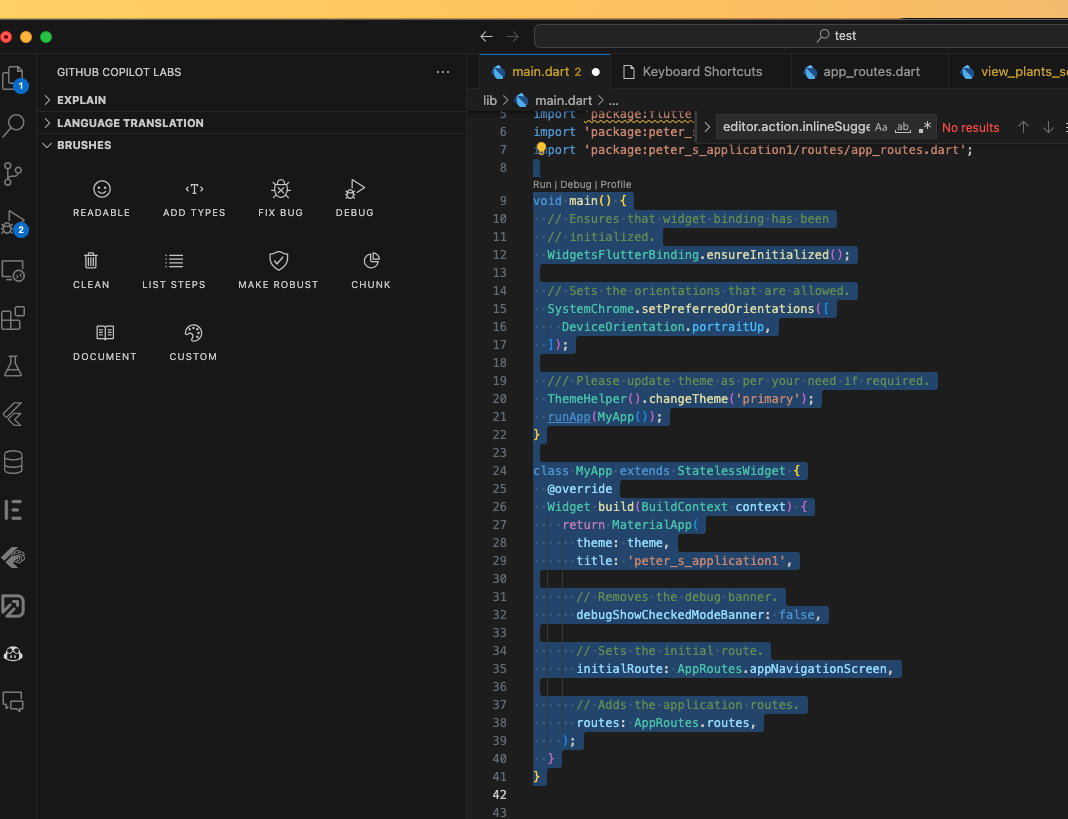 test
GITHUB COPILOT LABS
EXPLAIN
LANGUAGE TRANSLATION
BRUSHES
READABLE
ADD TYPES
FIX BUG
DEBUG
CLEAN
LIST STEPS
MAKE ROBUST
CHUNK
DOCUMENT
CUSTOM
1
2
main.dart 2
Keyboard Shortcuts
app_routes.dart
view_plants_s
lib > main.dart > ...
editor.action.inlineSugge Aa ab .* No results
5 import 'package:flutte
6 import 'package:peter_
7 import 'package:peter_s_application1/routes/app_routes.dart';
8
Run | Debug | Profile
9 void main() {
10 // Ensures that widget binding has been
11 // initialized.
12 WidgetsFlutterBinding.ensureInitialized();
13
14 // Sets the orientations that are allowed.
15 SystemChrome.setPreferredOrientations([
16 DeviceOrientation.portraitUp,
17 ]);
18
19 /// Please update theme as per your need if required.
20 ThemeHelper().changeTheme('primary');
21 runApp(MyApp());
22 }
23
24 class MyApp extends StatelessWidget {
25 @override
26 Widget build(BuildContext context) {
27 return MaterialApp(
28 theme: theme,
29 title: 'peter_s_application1',
30
31 // Removes the debug banner.
32 debugShowCheckedModeBanner: false,
33
34 // Sets the initial route.
35 initialRoute: AppRoutes.appNavigationScreen,
36
37 // Adds the application routes.
38 routes: AppRoutes.routes,
39 );
40 }
41 }
42
43